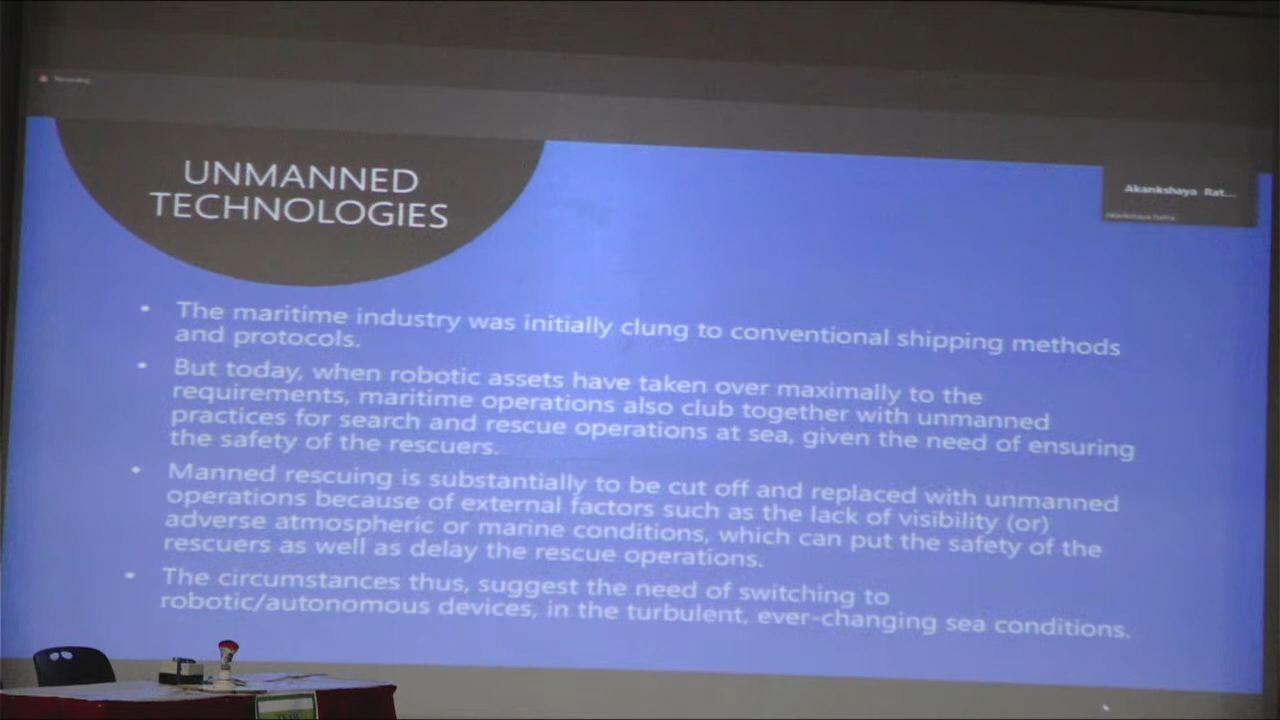 Recording
UNMANNED
TECHNOLOGIES
Akankshaya Rat...
• The maritime industry was initially clung to conventional shipping methods
and protocols.
• But today, when robotic assets have taken over maximally to the
requirements, maritime operations also club together with unmanned
practices for search and rescue operations at sea, given the need of ensuring
the safety of the rescuers.
• Manned rescuing is substantially to be cut off and replaced with unmanned
operations because of external factors such as the lack of visibility (or)
adverse atmospheric or marine conditions, which can put the safety of the
rescuers as well as delay the rescue operations.
• The circumstances thus, suggest the need of switching to
robotic/autonomous devices, in the turbulent, ever-changing sea conditions.